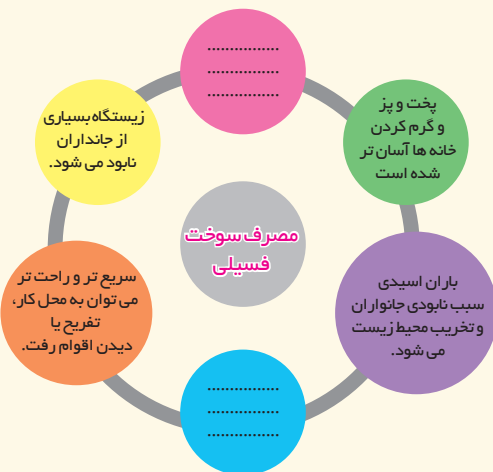 ................
................
................
پخت و پز
و گرم کردن
خانه ها آسان تر
شده است
زیستگاه بسیاری
از جانداران
نابود می شود.
مصرف سوخت
فسیلی
باران اسیدی
سبب نابودی جانوران
و تخریب محیط زیست
می شود.
سریع تر و راحت تر
می توان به محل کار،
تفریح یا
دیدن اقوام رفت.
................
................
................